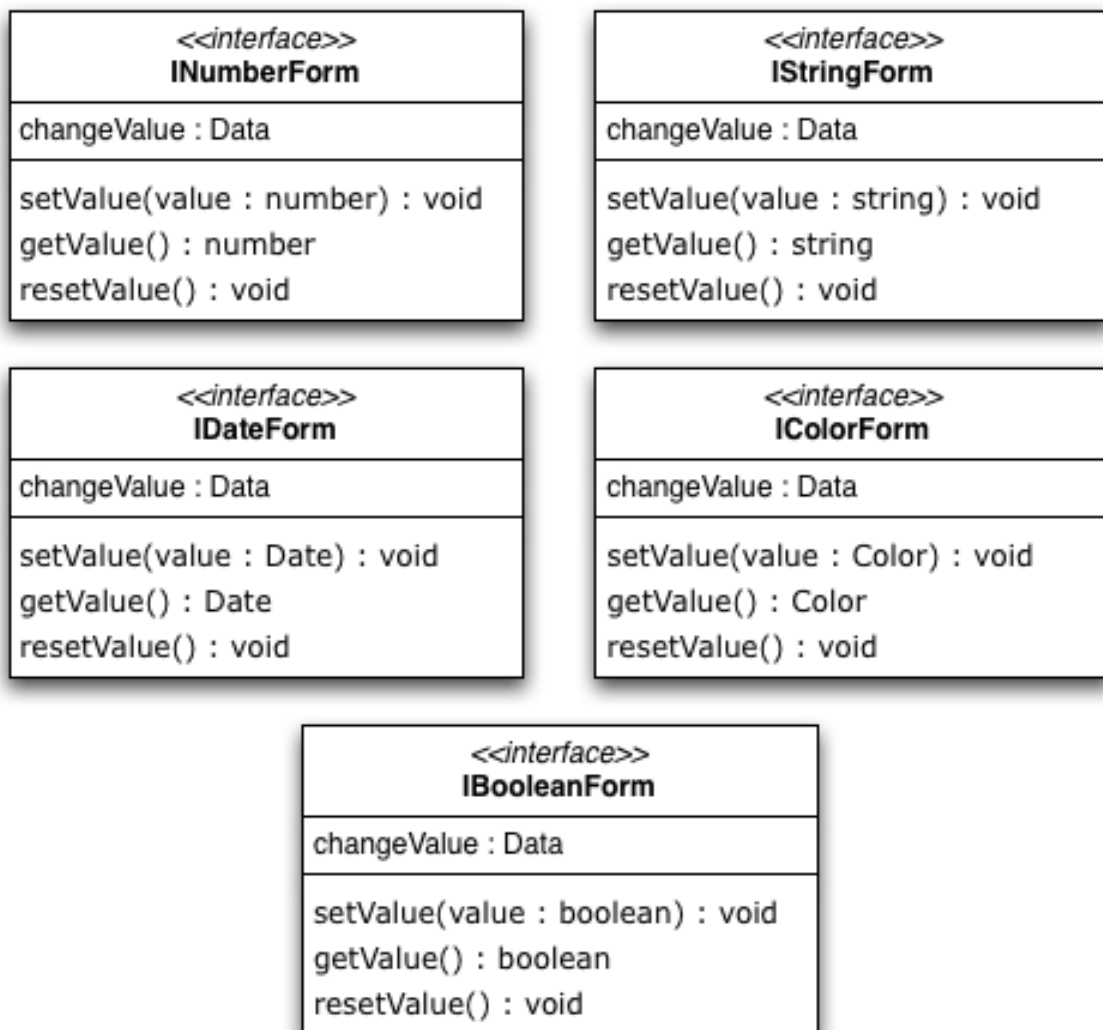 <<interface>>
INumberForm
changeValue : Data
setValue(value : number) : void
getValue() : number
resetValue() : void
<<interface>>
IStringForm
changeValue : Data
setValue(value : string) : void
getValue() : string
resetValue() : void
<<interface>>
IDateForm
changeValue : Data
setValue(value : Date) : void
getValue() : Date
resetValue() : void
<<interface>>
IColorForm
changeValue : Data
setValue(value : Color) : void
getValue() : Color
resetValue() : void
<<interface>>
IBooleanForm
changeValue : Data
setValue(value : boolean) : void
getValue() : boolean
resetValue() : void